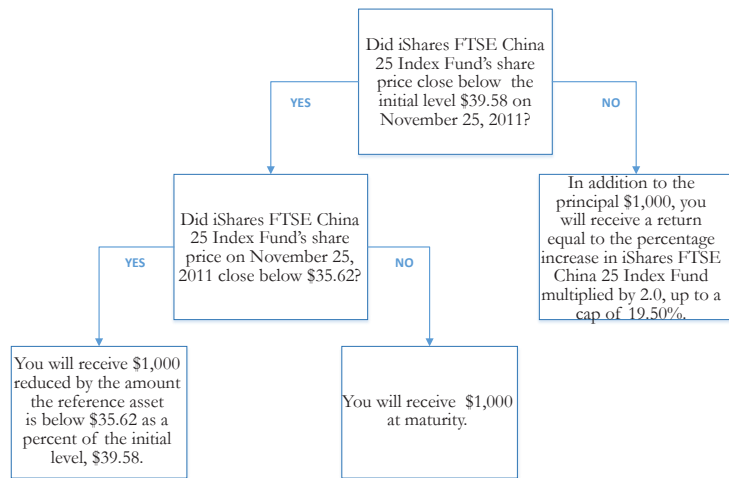 Did iShares FTSE China
25 Index Fund's share
price close below the
initial level $39.58 on
November 25, 2011?
YES
NO
Did iShares FTSE China
25 Index Fund's share
price on November 25,
2011 close below $35.62?
In addition to the
principal $1,000, you
will receive a return
equal to the percentage
increase in iShares FTSE
China 25 Index Fund
multiplied by 2.0, up to a
cap of 19.50%.
YES
NO
You will receive $1,000
reduced by the amount
the reference asset
is below $35.62 as a
percent of the initial
level, $39.58.
You will receive $1,000
at maturity.